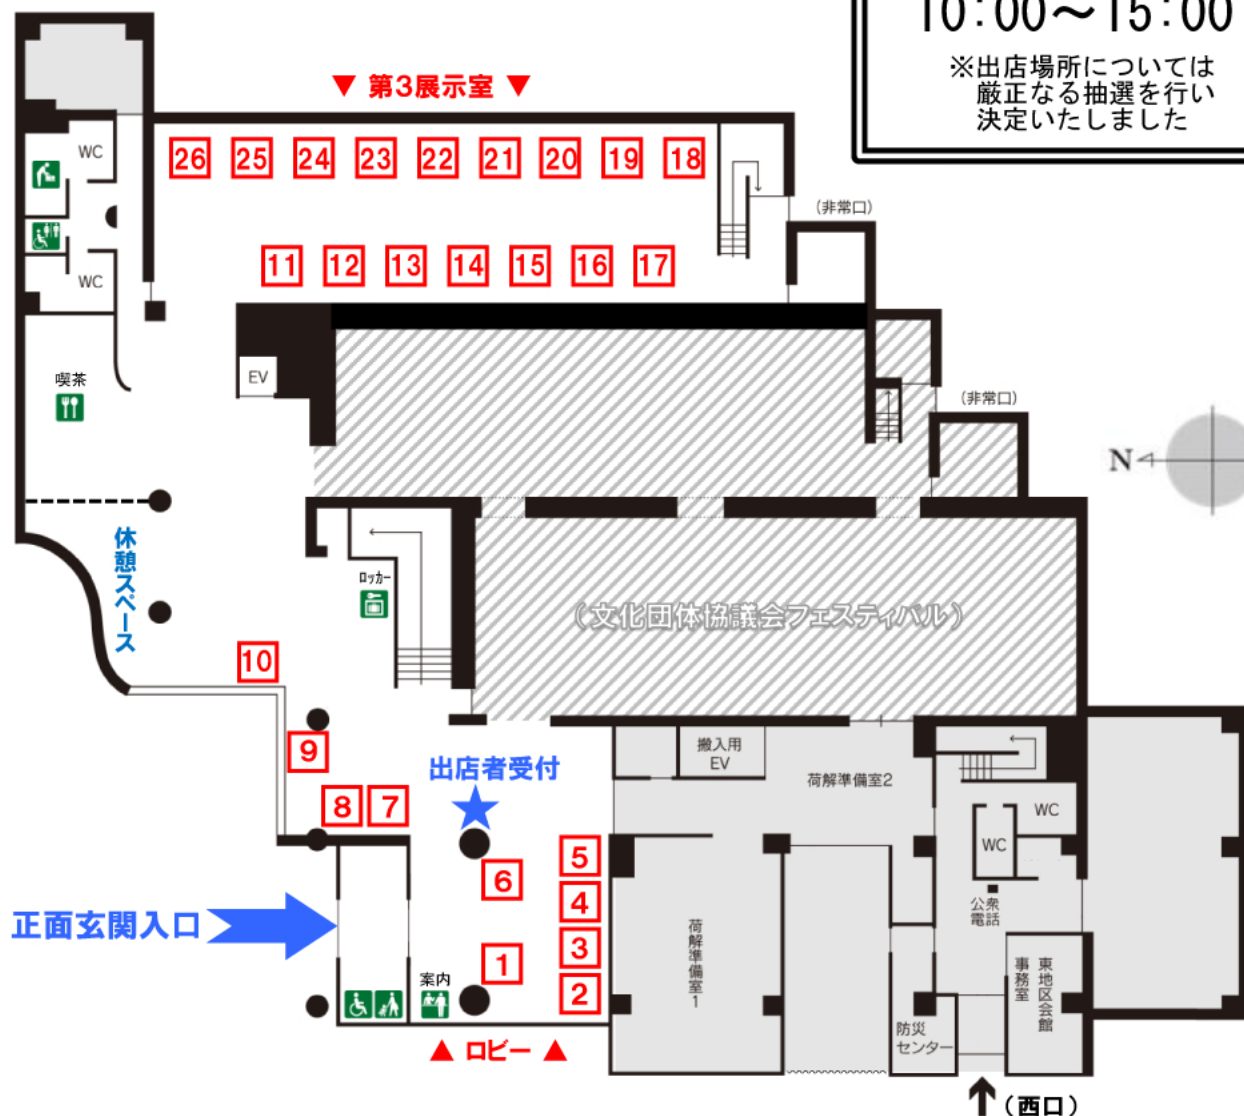 10:00～15:00
※出店場所については
厳正なる抽選を行い
決定いたしました
▼ 第3展示室 ▼
WC
26 25 24 23 22 21 20 19 18
(非常口)
11 12 13 14 15 16 17
WC
EV
喫茶
(非常口)
N
休憩スペース
ロッカー
(文化団体協議会フェスティバル)
10
9
搬入用
EV
荷解準備室2
出店者受付
8 7
WC
WC
5
6
4
公衆
電話
正面玄関入口
荷解準備室1
3
1
案内
2
東地区会館
事務室
防災
センター
▲ ロビー ▲
(西口)